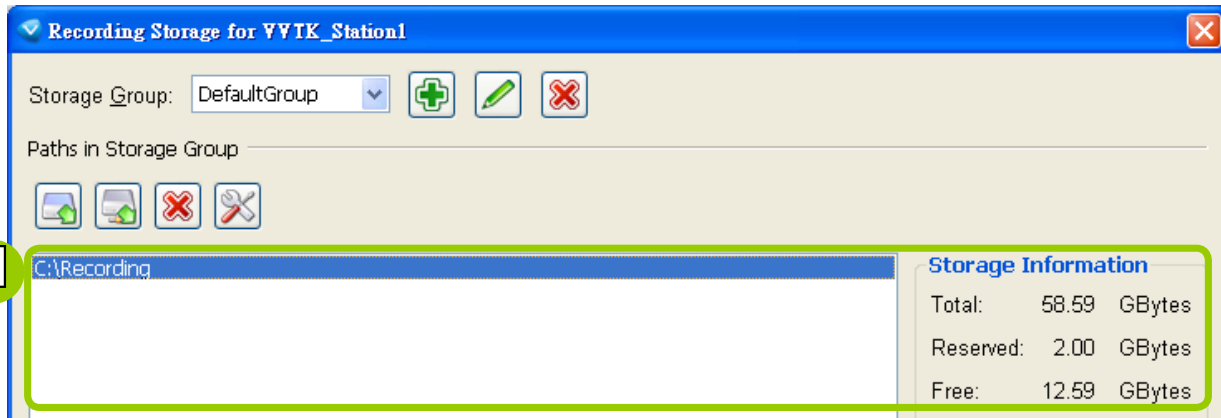 Recording Storage for VVTK_Station1
Storage Group: DefaultGroup
Paths in Storage Group
C:\Recording
Storage Information
Total: 58.59 GBytes
Reserved: 2.00 GBytes
Free: 12.59 GBytes